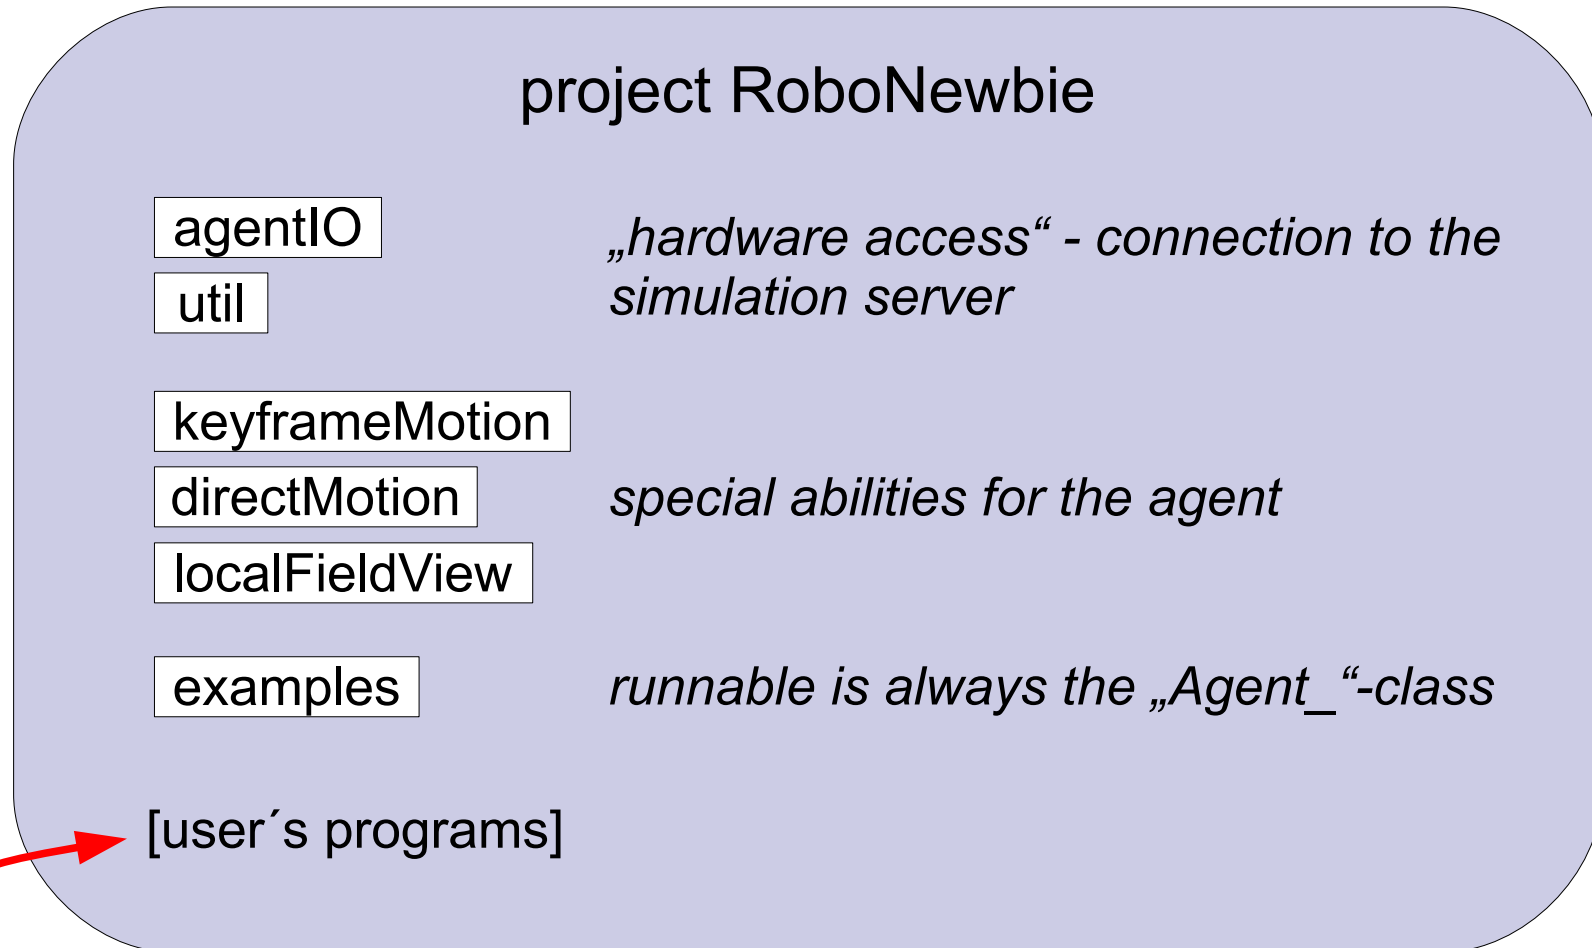 project RoboNewbie
agentIO
util
„hardware access“ - connection to the
simulation server
keyframeMotion
directMotion
localFieldView
special abilities for the agent
examples
runnable is always the „Agent_“-class
[user´s programs]